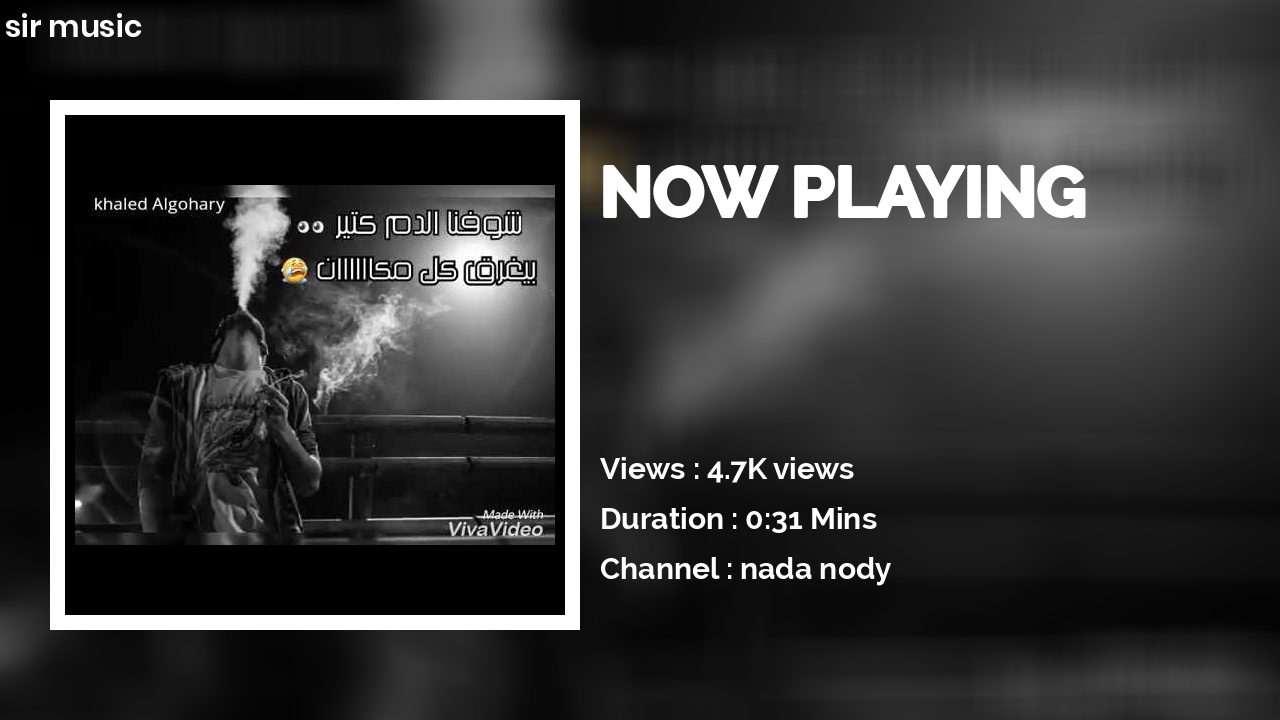 sir music
NOW PLAYING
khaled Algohary
شوفنا الدم كتير 👀
بيغرق كل مكاااااان 😭
Made With
VivaVideo
Views : 4.7K views
Duration : 0:31 Mins
Channel : nada nody